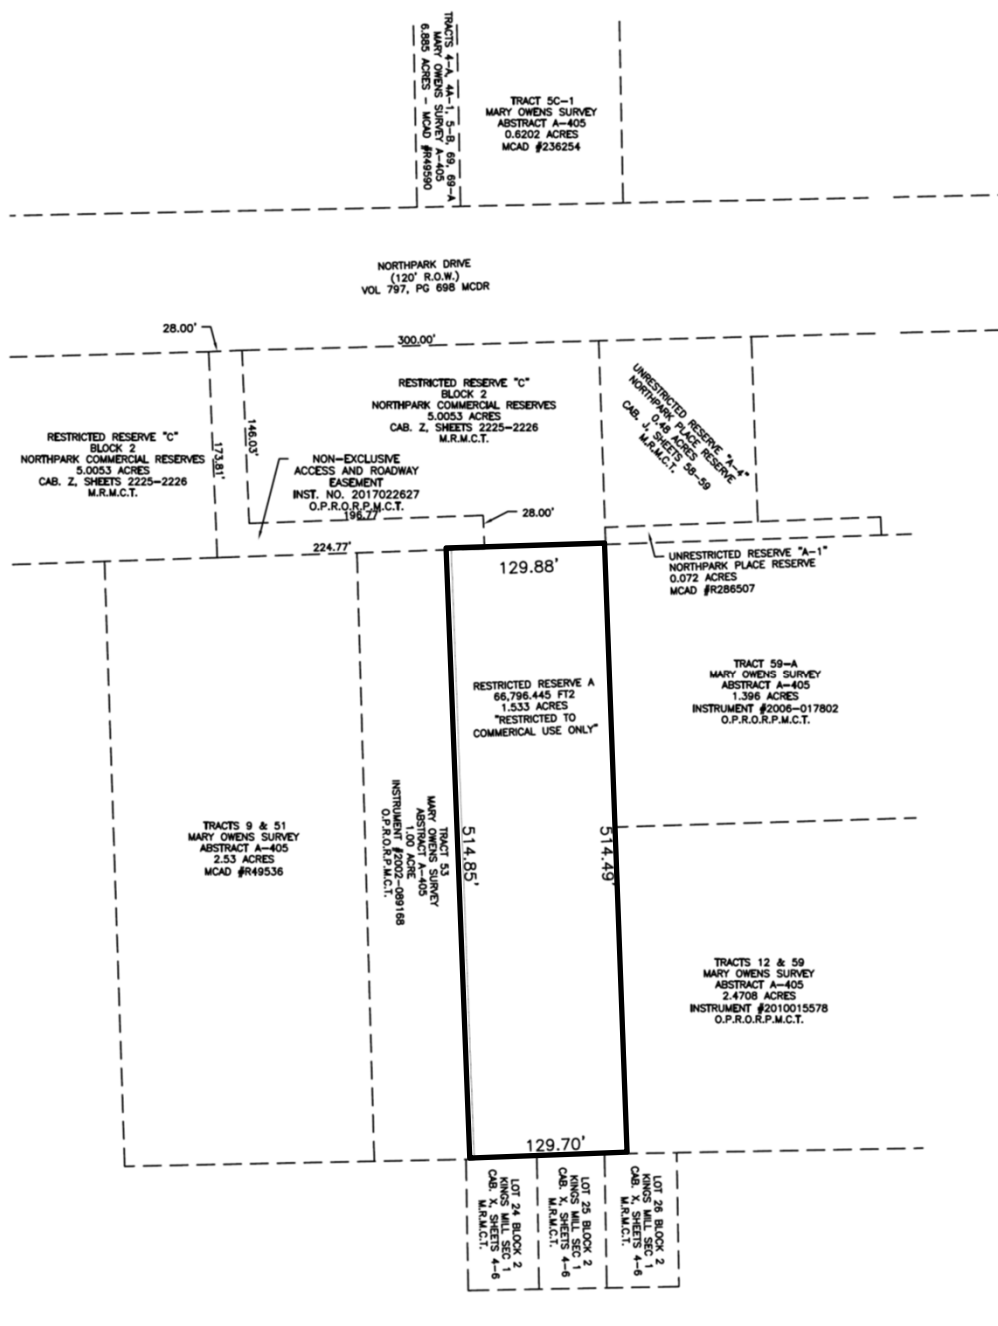 TRACTS 4-A, 4A-1, 5-B, 69, 69-A
MARY OWENS SURVEY A-405
6.885 ACRES - MCAD #R49590
TRACT 5C-1
MARY OWENS SURVEY
ABSTRACT A-405
0.6202 ACRES
MCAD #236254
NORTHPARK DRIVE
(120' R.O.W.)
VOL 797, PG 698 MCDR
28.00'
300.00'
RESTRICTED RESERVE "C"
BLOCK 2
NORTHPARK COMMERCIAL RESERVES
5.0053 ACRES
CAB. Z, SHEETS 2225-2226
M.R.M.C.T.
173.81'
146.03'
RESTRICTED RESERVE "C"
BLOCK 2
NORTHPARK COMMERCIAL RESERVES
5.0053 ACRES
CAB. Z, SHEETS 2225-2226
M.R.M.C.T.
NON-EXCLUSIVE
ACCESS AND ROADWAY
EASEMENT
INST. NO. 2017022627
O.P.R.O.R.P.M.C.T.
196.77'
28.00'
224.77'
UNRESTRICTED RESERVE "A-4"
NORTHPARK PLACE RESERVE
0.48 ACRES
CAB. J, SHEETS 58-59
M.R.M.C.T.
UNRESTRICTED RESERVE "A-1"
NORTHPARK PLACE RESERVE
0.072 ACRES
MCAD #R286507
129.88'
RESTRICTED RESERVE A
66,796.445 FT2
1.533 ACRES
"RESTRICTED TO
COMMERICAL USE ONLY"
TRACT 59-A
MARY OWENS SURVEY
ABSTRACT A-405
1.396 ACRES
INSTRUMENT #2006-017802
O.P.R.O.R.P.M.C.T.
TRACTS 9 & 51
MARY OWENS SURVEY
ABSTRACT A-405
2.53 ACRES
MCAD #R49536
TRACT 53
MARY OWENS SURVEY
ABSTRACT A-405
1.00 ACRE
INSTRUMENT #2002-089168
O.P.R.O.R.P.M.C.T.
514.85'
514.49'
TRACTS 12 & 59
MARY OWENS SURVEY
ABSTRACT A-405
2.4708 ACRES
INSTRUMENT #2010015578
O.P.R.O.R.P.M.C.T.
129.70'
LOT 24 BLOCK 2
KINGS MILL SEC 1
CAB. X, SHEETS 4-6
M.R.M.C.T.
LOT 25 BLOCK 2
KINGS MILL SEC 1
CAB. X, SHEETS 4-6
M.R.M.C.T.
LOT 26 BLOCK 2
KINGS MILL SEC 1
CAB. X, SHEETS 4-6
M.R.M.C.T.